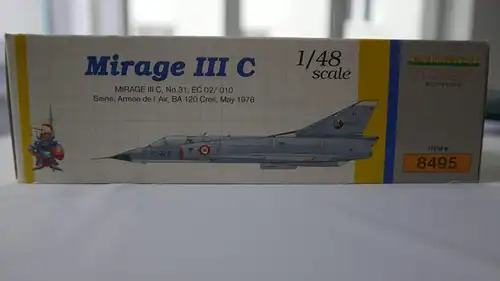 Mirage III C
1/48
scale
MIRAGE III C, No.31, EC 02/ 010
Seine, Armee de l' Air, BA 120 Creil, May 1978
ITEM #
8495